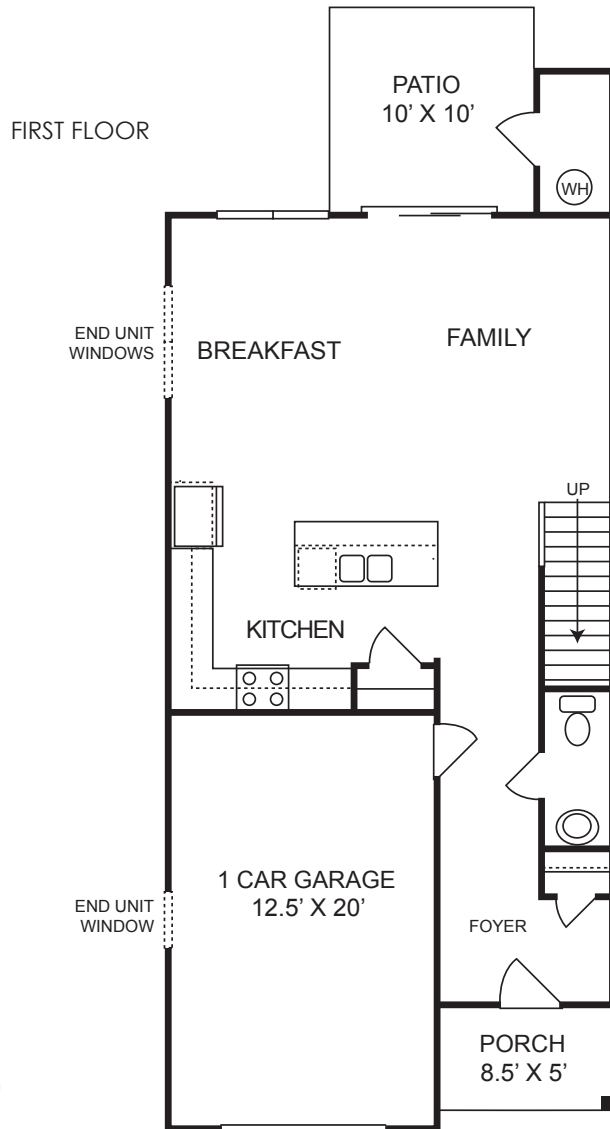 FIRST FLOOR
PATIO
10’ X 10’
WH
END UNIT
WINDOWS
BREAKFAST
FAMILY
UP
KITCHEN
1 CAR GARAGE
12.5’ X 20’
END UNIT
WINDOW
FOYER
PORCH
8.5’ X 5’